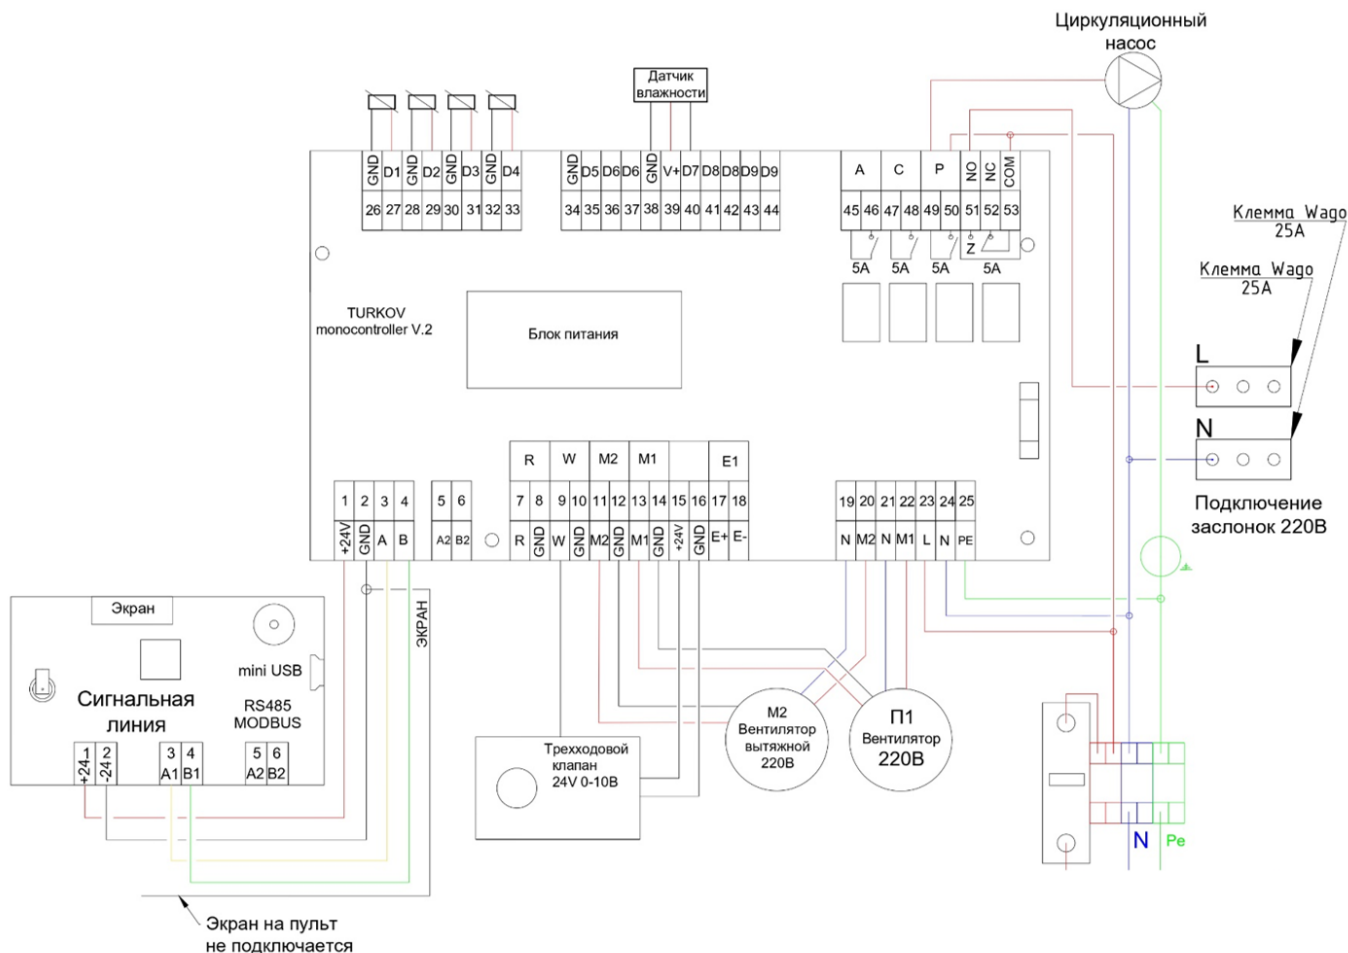 Циркуляционный
насос
Датчик
влажности
GND D1 GND D2 GND D3 GND D4
26 27 28 29 30 31 32 33
GND D5 D6 D6 GND V+ D7 D8 D8 D9 D9
34 35 36 37 38 39 40 41 42 43 44
A C P NO NC COM
45 46 47 48 49 50 51 52 53
Z
5A 5A 5A 5A
Клемма Wago
25A
Клемма Wago
25A
TURKOV
monocontroller V.2
Блок питания
L
N
Подключение
заслонок 220В
R W M2 M1 E1
1 2 3 4
+24V GND A B
5 6
A2 B2
7 8 9 10 11 12 13 14 15 16 17 18
R GND W GND M2 GND M1 GND +24V GND E+ E-
19 20 21 22 23 24 25
N M2 N M1 L N PE
ЭКРАН
Экран
mini USB
Сигнальная
линия
RS485
MODBUS
1 2 3 4 5 6
+24 -24 A1 B1 A2 B2
Трехходовой
клапан
24V 0-10В
М2
Вентилятор
вытяжной
220В
П1
Вентилятор
220В
N
Pe
Экран на пульт
не подключается